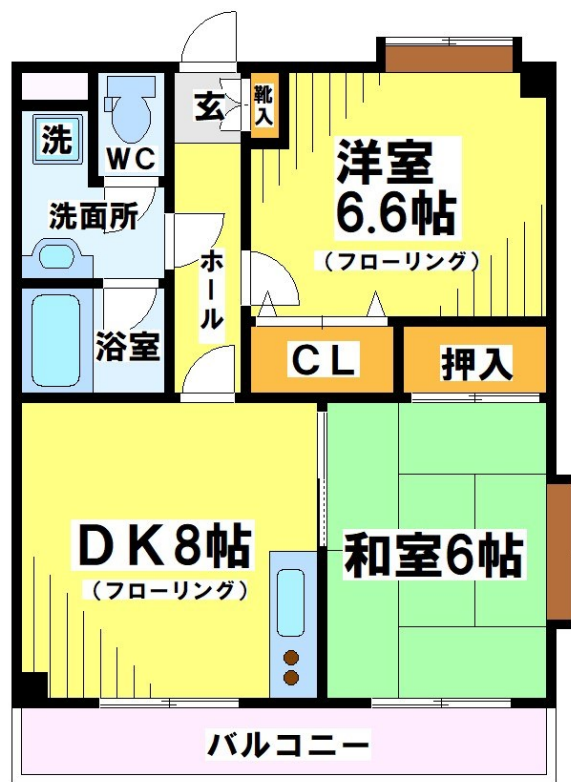 玄
靴入
洗
WC
洋室
6.6帖
(フローリング)
洗面所
ホール
浴室
CL
押入
DK8帖
(フローリング)
和室6帖
バルコニー